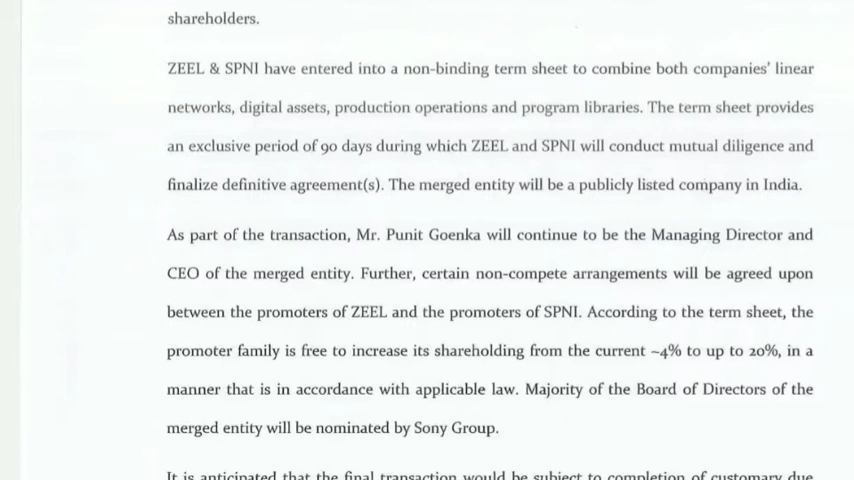 shareholders.
ZEEL & SPNI have entered into a non-binding term sheet to combine both companies' linear
networks, digital assets, production operations and program libraries. The term sheet provides
an exclusive period of 90 days during which ZEEL and SPNI will conduct mutual diligence and
finalize definitive agreement(s). The merged entity will be a publicly listed company in India.
As part of the transaction, Mr. Punit Goenka will continue to be the Managing Director and
CEO of the merged entity. Further, certain non-compete arrangements will be agreed upon
between the promoters of ZEEL and the promoters of SPNI. According to the term sheet, the
promoter family is free to increase its shareholding from the current ~4% to up to 20%, in a
manner that is in accordance with applicable law. Majority of the Board of Directors of the
merged entity will be nominated by Sony Group.
It is anticipated that the final transaction would be subject to completion of customary due